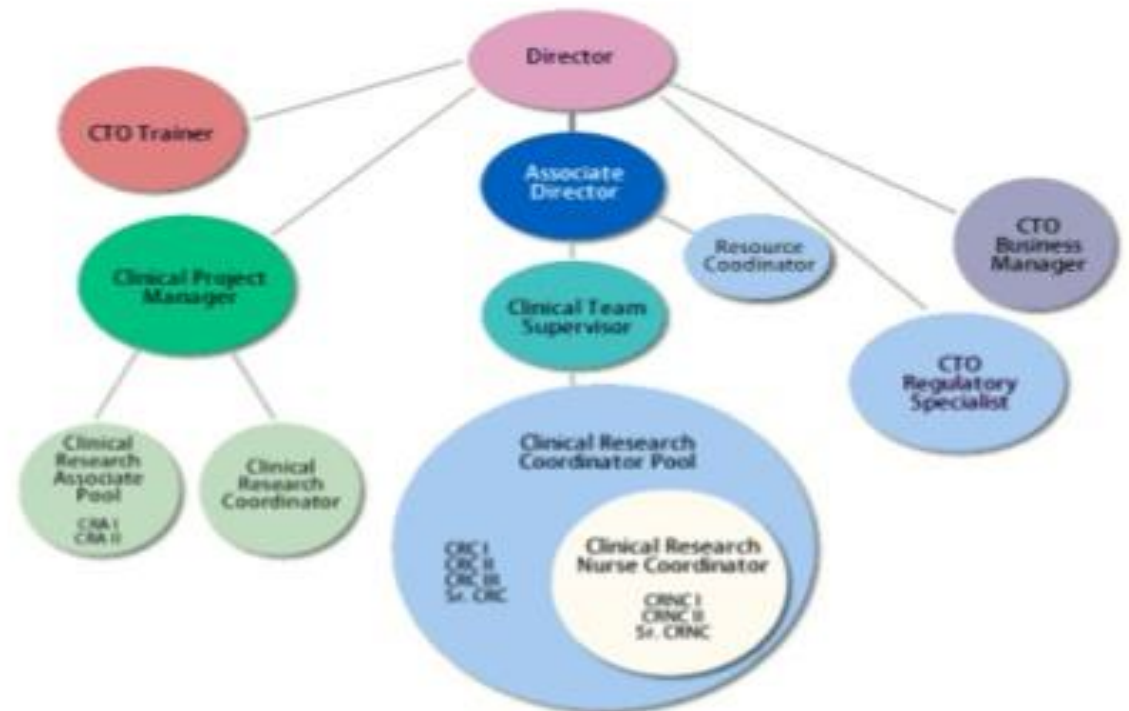 Director
CTO Trainer
Associate
Director
Resource
Coodinator
CTO
Business
Manager
Clinical Project
Manager
Clinical Team
Supervisor
CTO
Regulatory
Specialist
Clinical
Research
Associate
Pool
CRA I
CRA II
Clinical
Research
Coordinator
Clinical Research
Coordinator Pool
CRC I
CRC II
CRC III
Sr. CRC
Clinical Research
Nurse Coordinator
CRNC I
CRNC II
Sr. CRNC